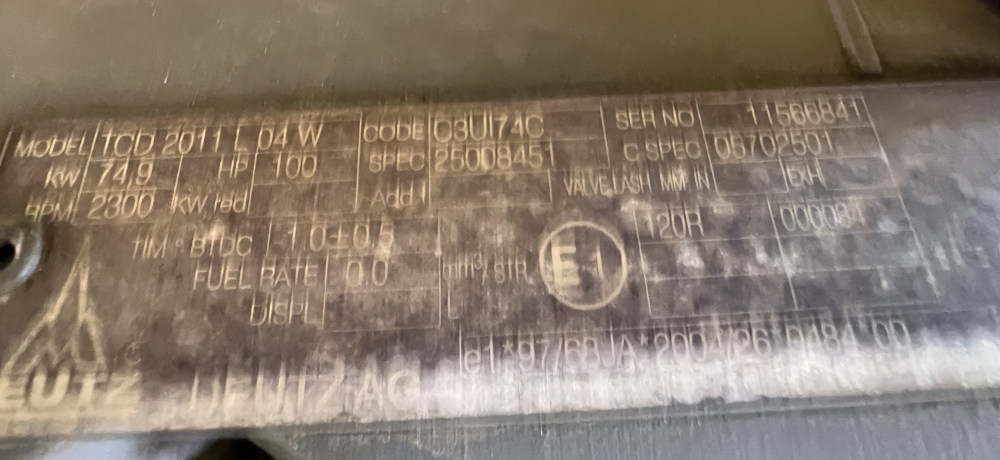 MODEL TCD 2011 L 04 W CODE C3UI74C SER NO 11566841
KW 74,9 HP 100 SPEC 25008451 C SPEC 06702501
RPM 2300 KW red Add VALVE LASH MM IN EXH
TIM ° BTDC -1,0±0,5 120R 000084
FUEL RATE 0.0 mm³/STR E 1
DISPL
e1*97/68JA*2004/26*0484*00
DEUTZ AG